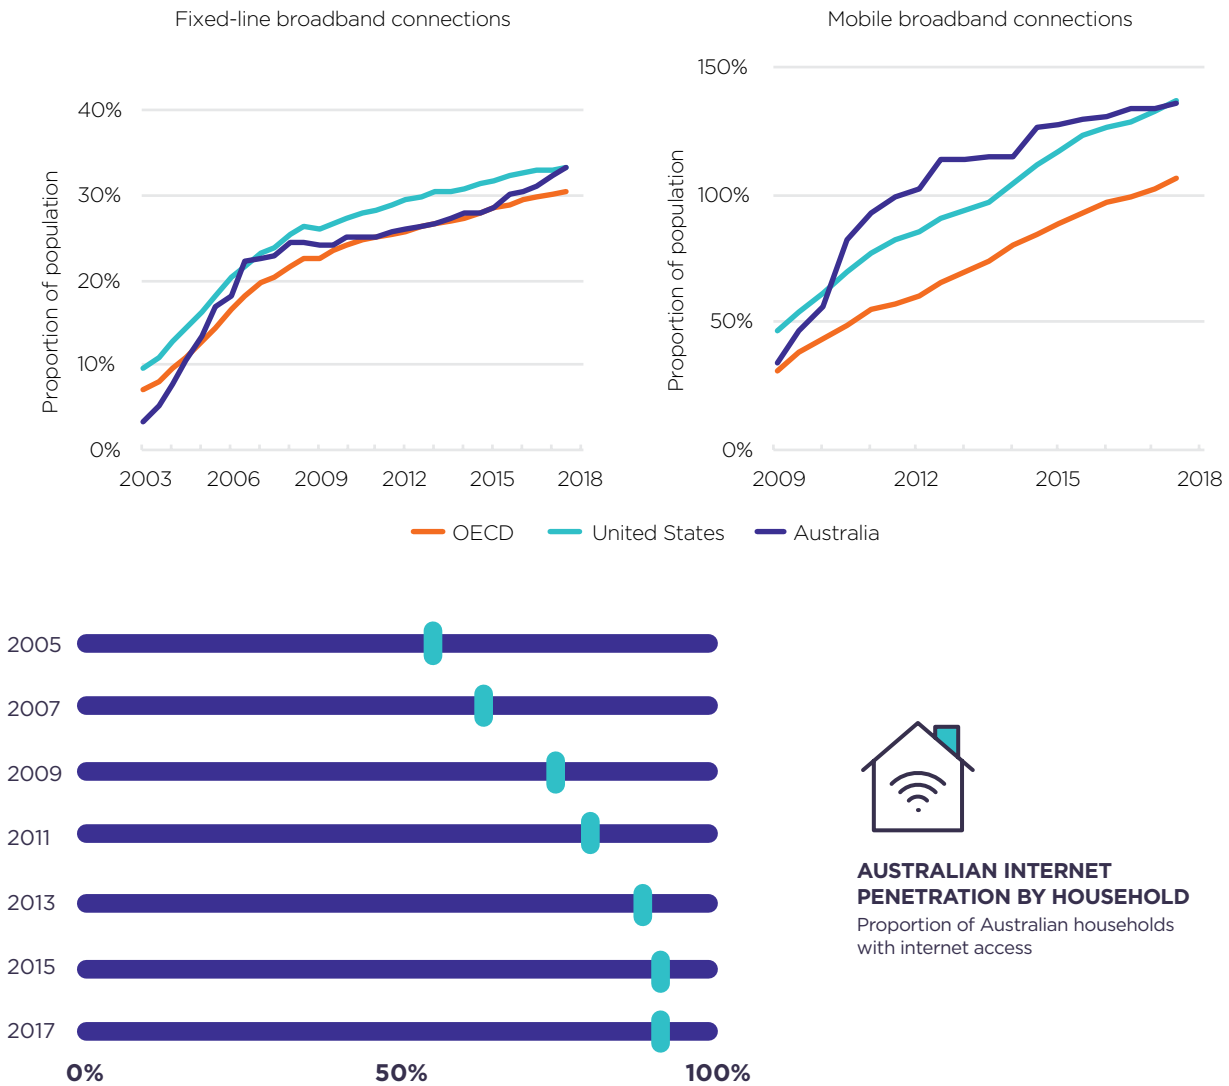 Fixed-line broadband connections
Mobile broadband connections
Proportion of population
40%
30%
20%
10%
0%
2003 2006 2009 2012 2015 2018
Proportion of population
150%
100%
50%
0%
2009 2012 2015 2018
OECD United States Australia
2005
2007
2009
2011
2013
2015
2017
0% 50% 100%
AUSTRALIAN INTERNET
PENETRATION BY HOUSEHOLD
Proportion of Australian households
with internet access